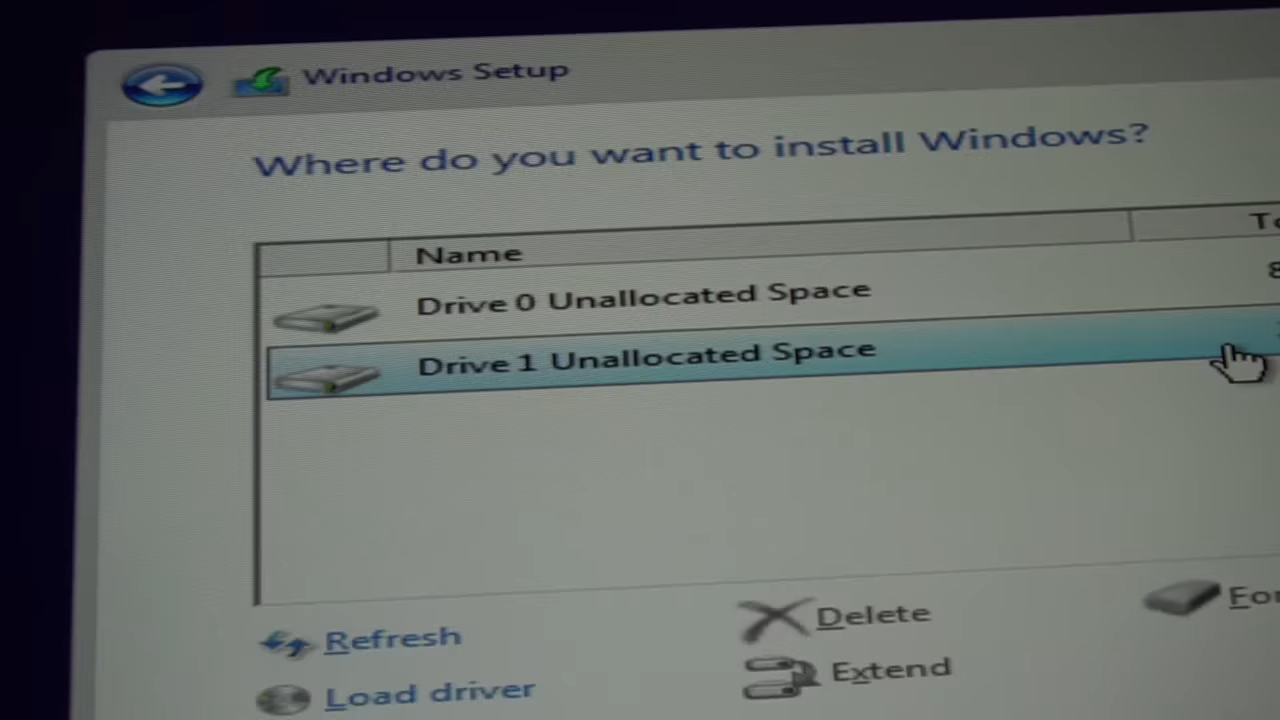 Windows Setup
Where do you want to install Windows?
Name
Drive 0 Unallocated Space
Drive 1 Unallocated Space
Refresh
Delete
Load driver
Extend